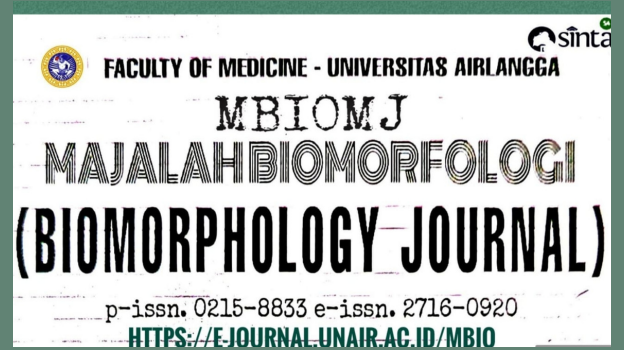 sinta
S4
FACULTY OF MEDICINE - UNIVERSITAS AIRLANGGA
MBIOMJ
MAJALAH BIOMORFOLOGI
(BIOMORPHOLOGY JOURNAL)
p-issn. 0215-8833 e-issn. 2716-0920
HTTPS://E-JOURNAL.UNAIR.AC.ID/MBIO